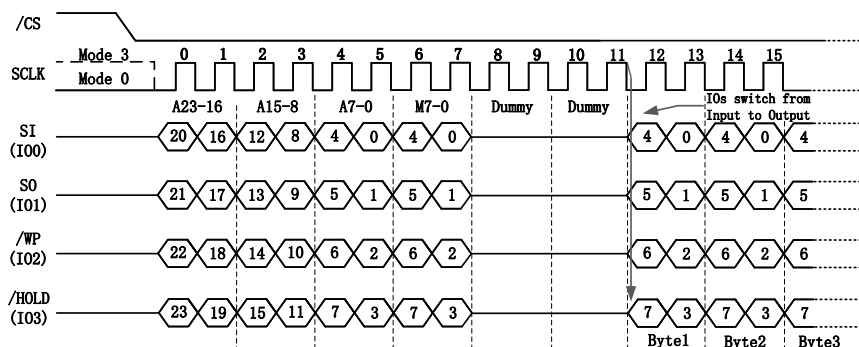 /CS
Mode 3 0 1 2 3 4 5 6 7 8 9 10 11 12 13 14 15
SCLK
Mode 0
A23-16 A15-8 A7-0 M7-0 Dummy Dummy IOs switch from
Input to Output
SI
(IO0)
20 16 12 8 4 0 4 0 4 0 4 0 4
SO
(IO1)
21 17 13 9 5 1 5 1 5 1 5 1 5
/WP
(IO2)
22 18 14 10 6 2 6 2 6 2 6 2 6
/HOLD
(IO3)
23 19 15 11 7 3 7 3 7 3 7 3 7
Byte1 Byte2 Byte3